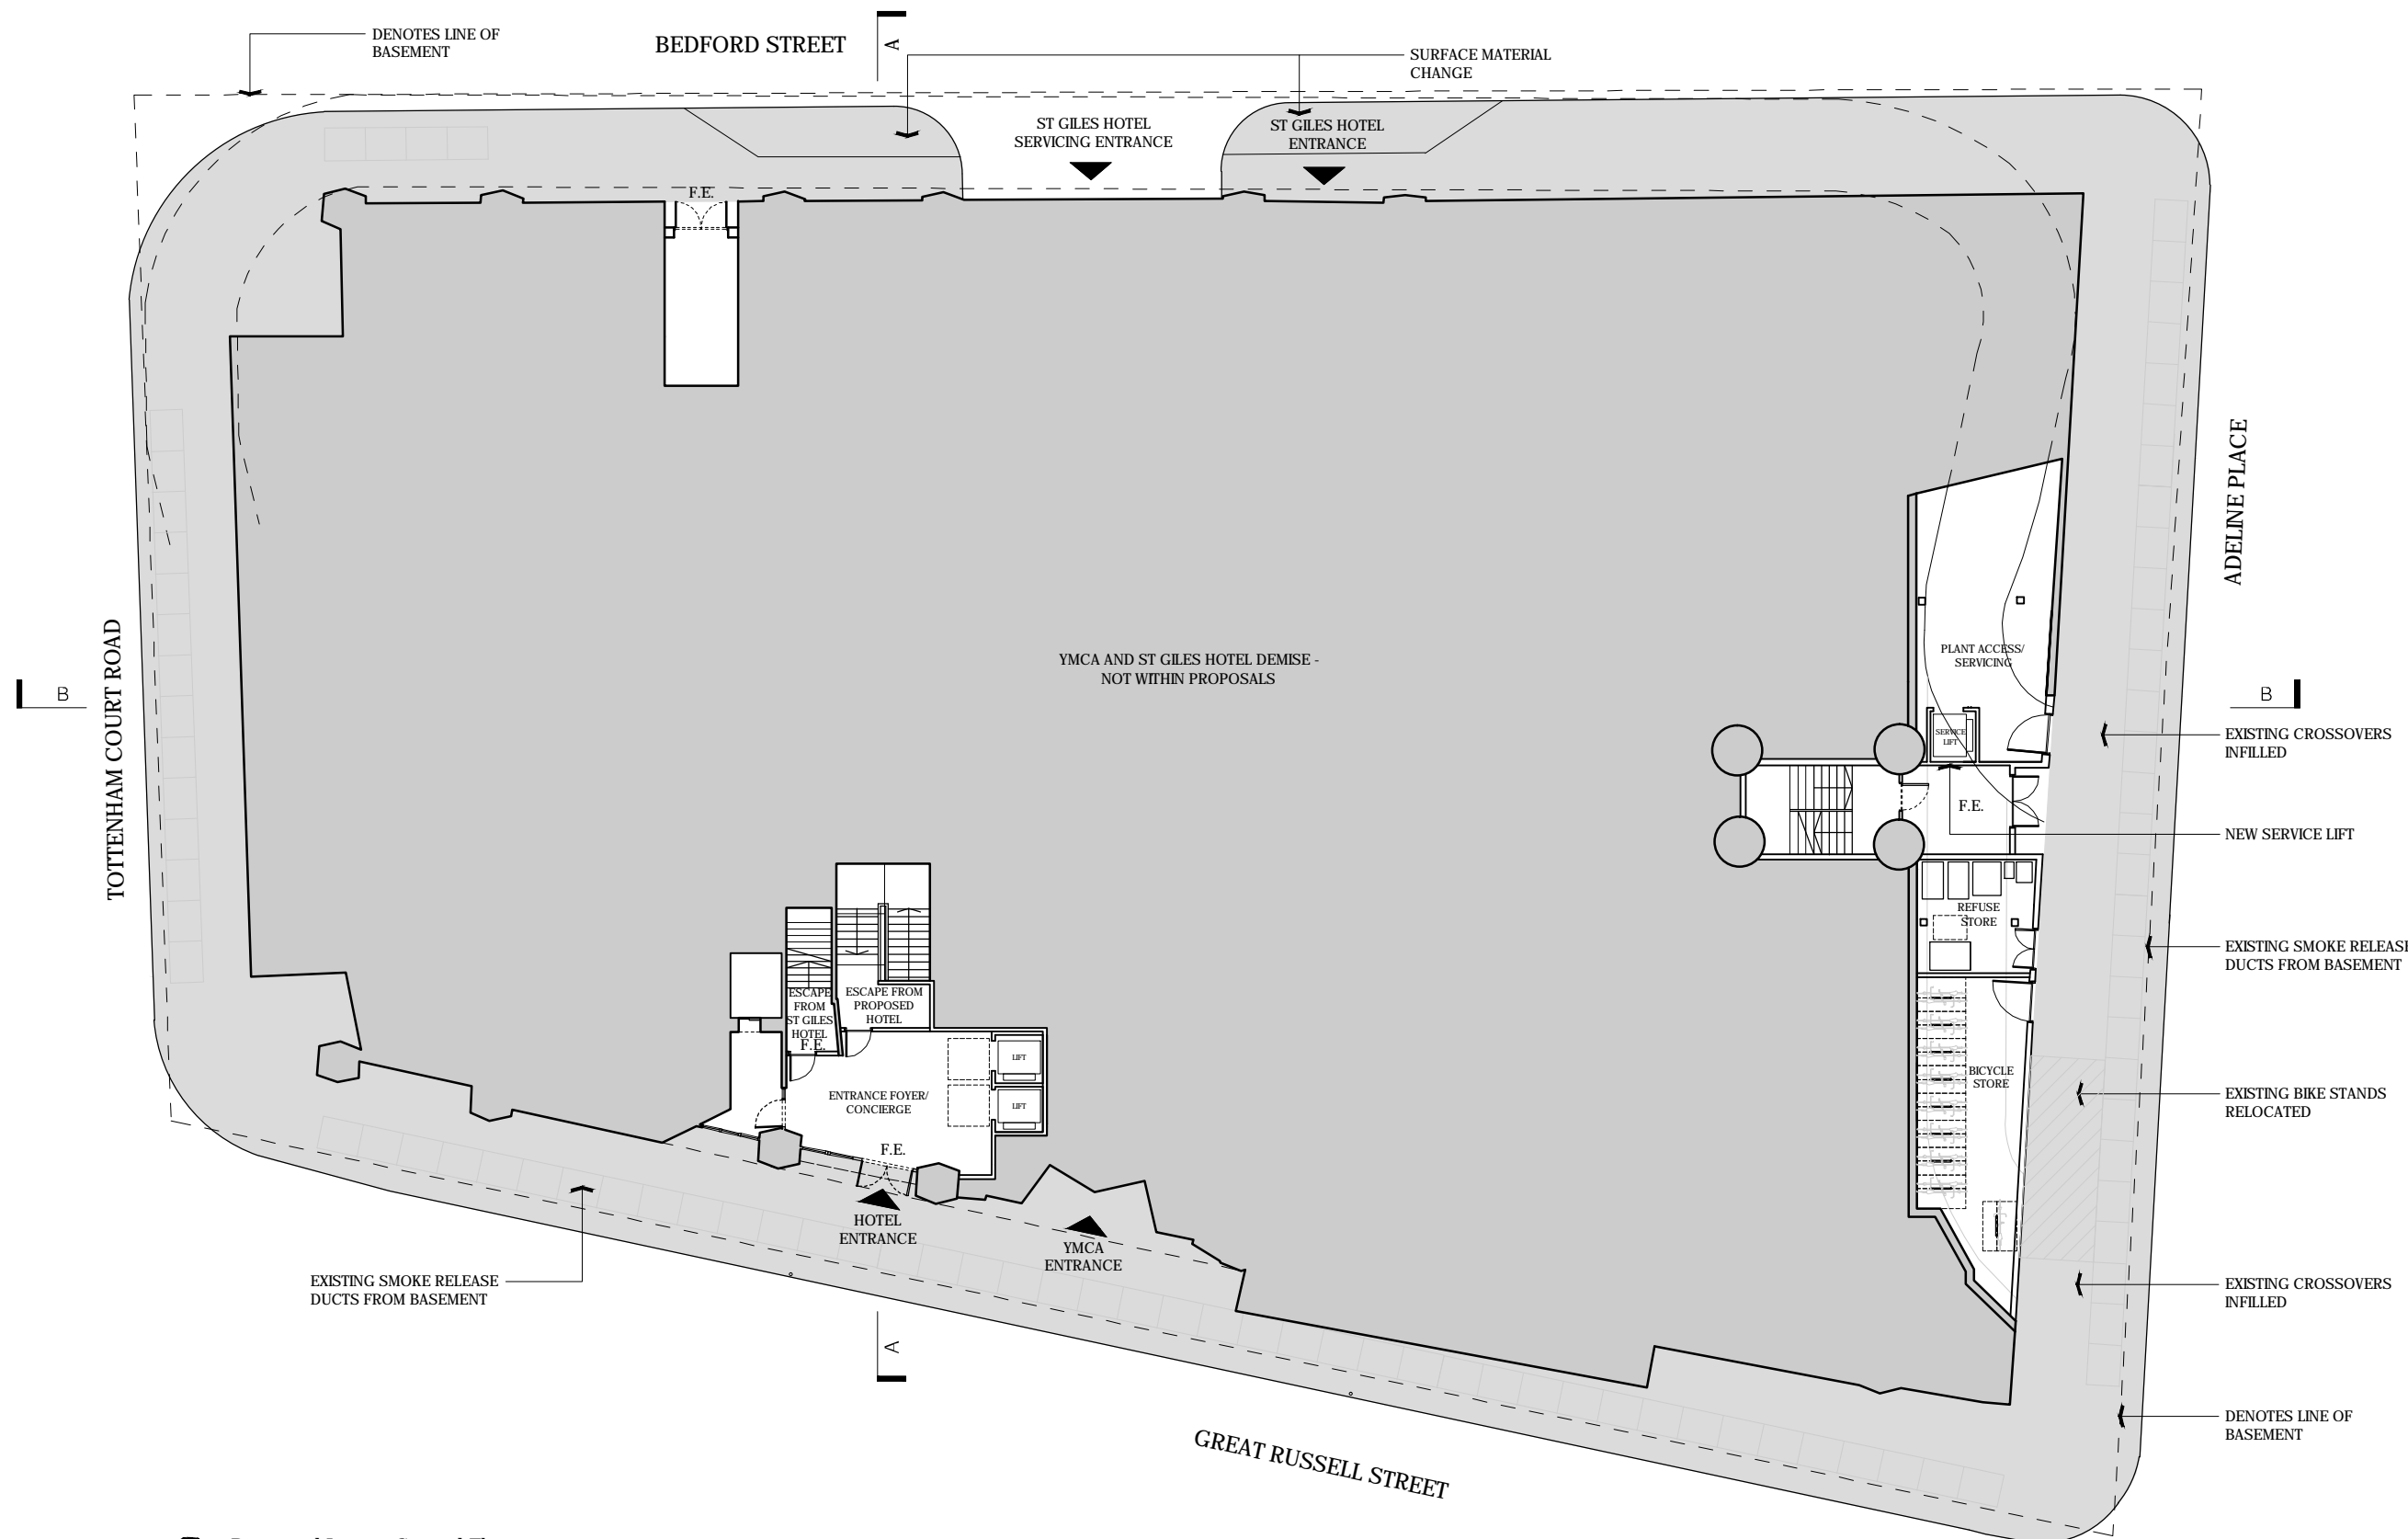 DENOTES LINE OF
BASEMENT
BEDFORD STREET
A
SURFACE MATERIAL
CHANGE
ST GILES HOTEL
SERVICING ENTRANCE
ST GILES HOTEL
ENTRANCE
F.E.
TOTTENHAM COURT ROAD
ADELINE PLACE
YMCA AND ST GILES HOTEL DEMISE -
NOT WITHIN PROPOSALS
PLANT ACCESS/
SERVICING
B
B
SERVICE
LIFT
EXISTING CROSSOVERS
INFILLED
F.E.
NEW SERVICE LIFT
REFUSE
STORE
EXISTING SMOKE RELEASE
DUCTS FROM BASEMENT
ESCAPE
FROM
ST GILES
HOTEL
F.E.
ESCAPE FROM
PROPOSED
HOTEL
LIFT
LIFT
ENTRANCE FOYER/
CONCIERGE
F.E.
BICYCLE
STORE
EXISTING BIKE STANDS
RELOCATED
HOTEL
ENTRANCE
YMCA
ENTRANCE
EXISTING SMOKE RELEASE
DUCTS FROM BASEMENT
EXISTING CROSSOVERS
INFILLED
A
DENOTES LINE OF
BASEMENT
GREAT RUSSELL STREET